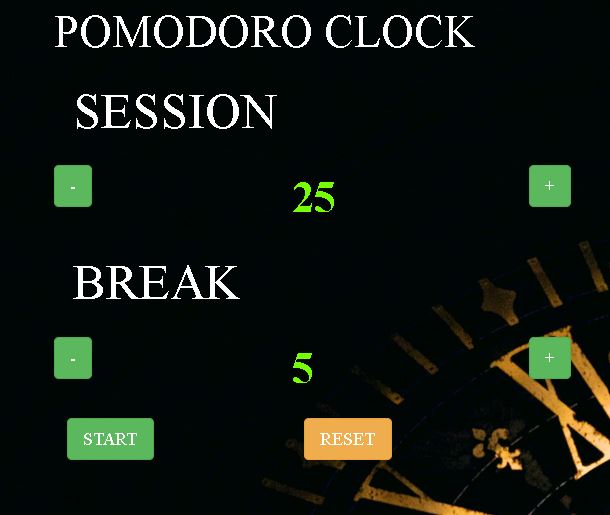 POMODORO CLOCK
SESSION
- 25 +
BREAK
- 5 +
START RESET